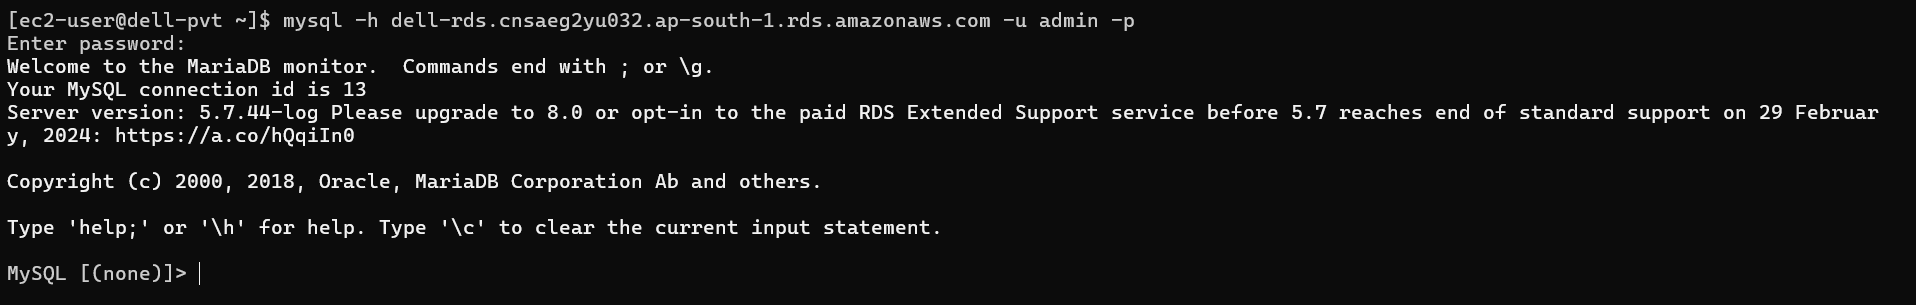 [ec2-user@dell-pvt ~]$ mysql -h dell-rds.cnsaeg2yu032.ap-south-1.rds.amazonaws.com -u admin -p
Enter password:
Welcome to the MariaDB monitor.  Commands end with ; or \g.
Your MySQL connection id is 13
Server version: 5.7.44-log Please upgrade to 8.0 or opt-in to the paid RDS Extended Support service before 5.7 reaches end of standard support on 29 Februar
y, 2024: https://a.co/hQqiIn0
Copyright (c) 2000, 2018, Oracle, MariaDB Corporation Ab and others.
Type 'help;' or '\h' for help. Type '\c' to clear the current input statement.
MySQL [(none)]>